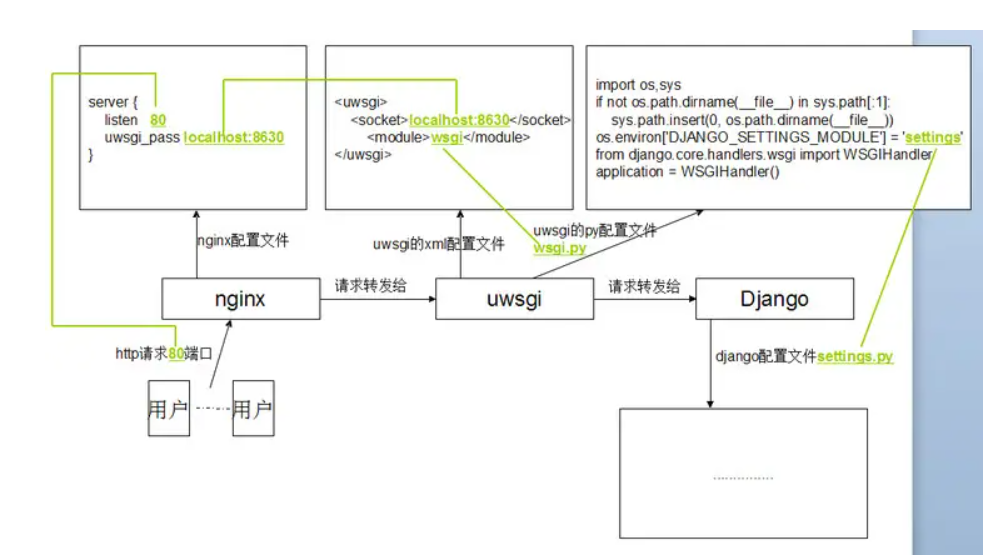 server {
listen 80
uwsgi_pass localhost:8630
}
<uwsgi>
<socket>localhost:8630</socket>
<module>wsgi</module>
</uwsgi>
import os,sys
if not os.path.dirname(__file__) in sys.path[:1]:
sys.path.insert(0, os.path.dirname(__file__))
os.environ['DJANGO_SETTINGS_MODULE'] = 'settings'
from django.core.handlers.wsgi import WSGIHandler
application = WSGIHandler()
nginx配置文件
uwsgi的xml配置文件
uwsgi的py配置文件
wsgi.py
nginx
请求转发给
uwsgi
请求转发给
Django
http请求80端口
django配置文件settings.py
用户
用户
...............